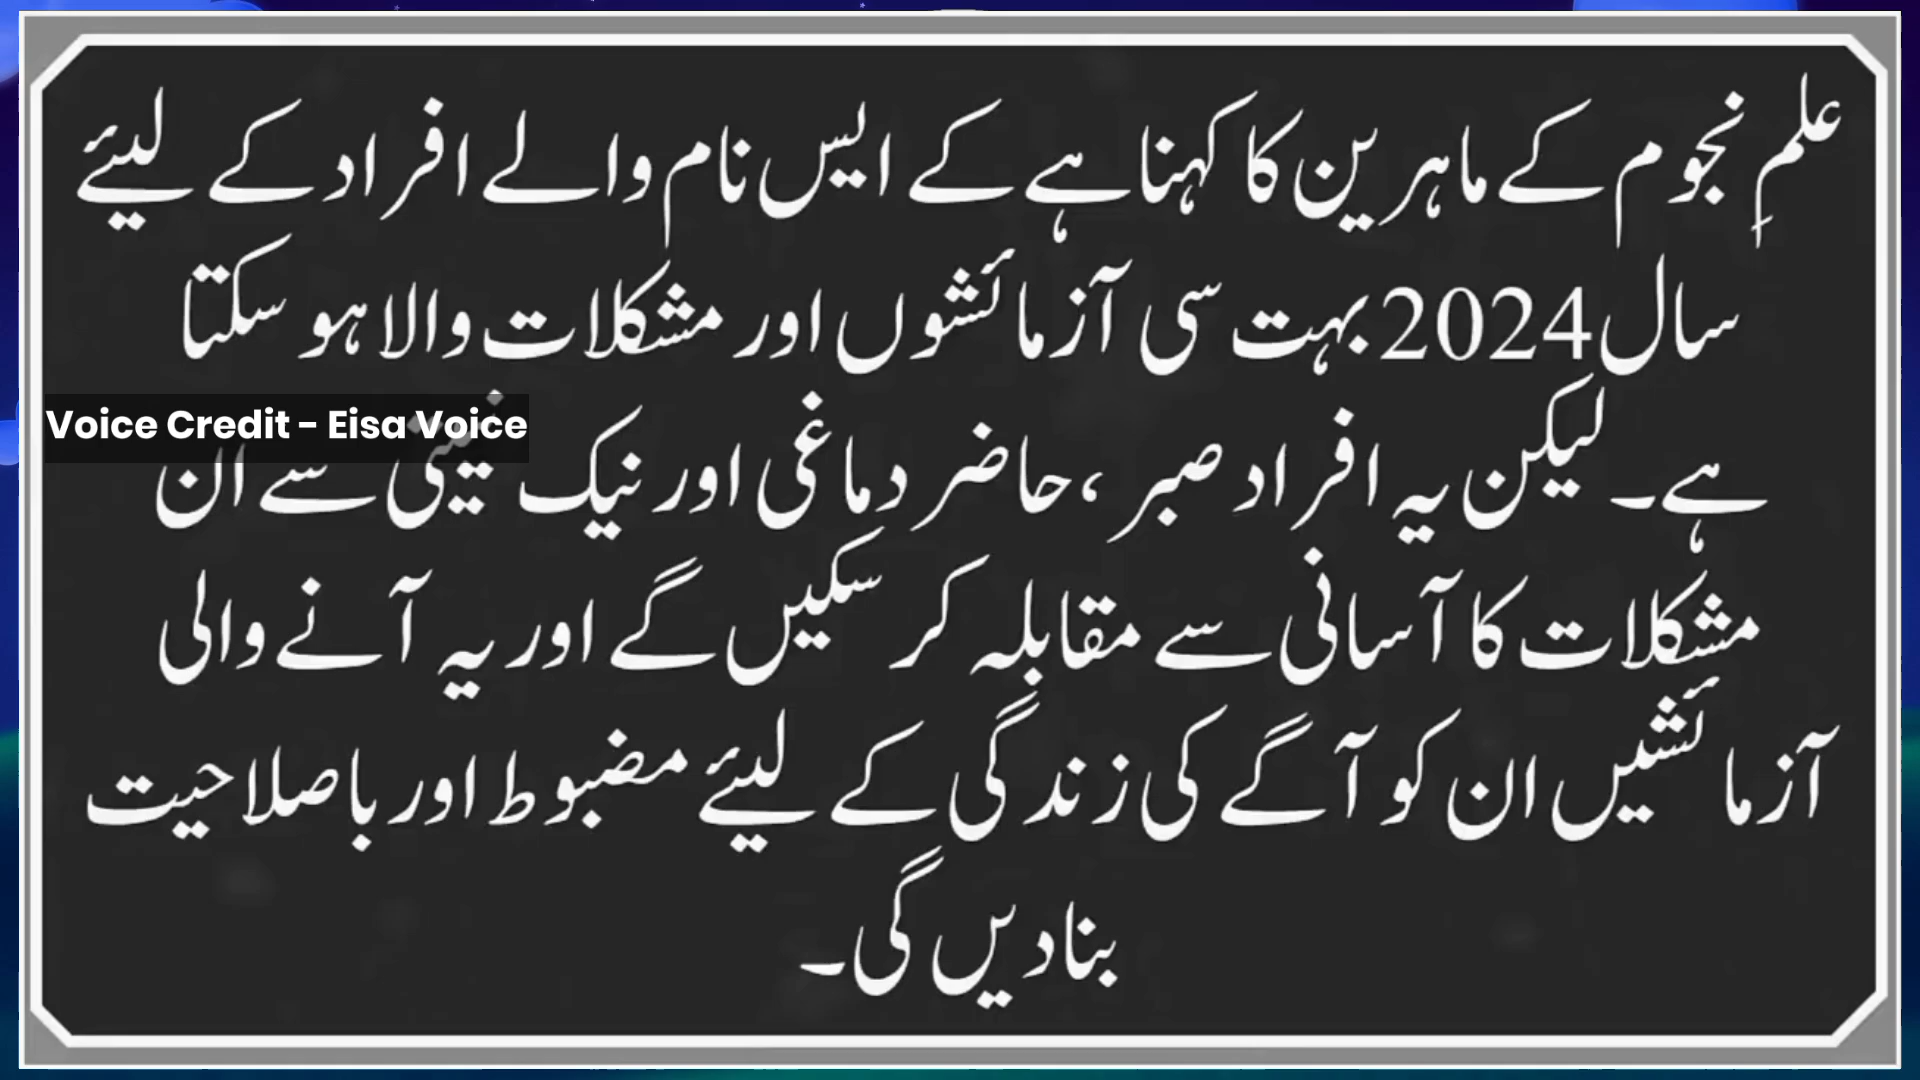 علمِ نجوم کے ماہرین کا کہنا ہے کے ایس نام والے افراد کے لیئے
سال 2024 بہت سی آزمائشوں اور مشکلات والا ہو سکتا
ہے۔ لیکن یہ افراد صبر ،حاضر دماغی اور نیک نیتی سے ان
Voice Credit - Eisa Voice
مشکلات کا آسانی سے مقابلہ کر سکیں گے اور یہ آنے والی
آزمائشیں ان کو آگے کی زندگی کے لیئے مضبوط اور باصلاحیت
بنادیں گی۔